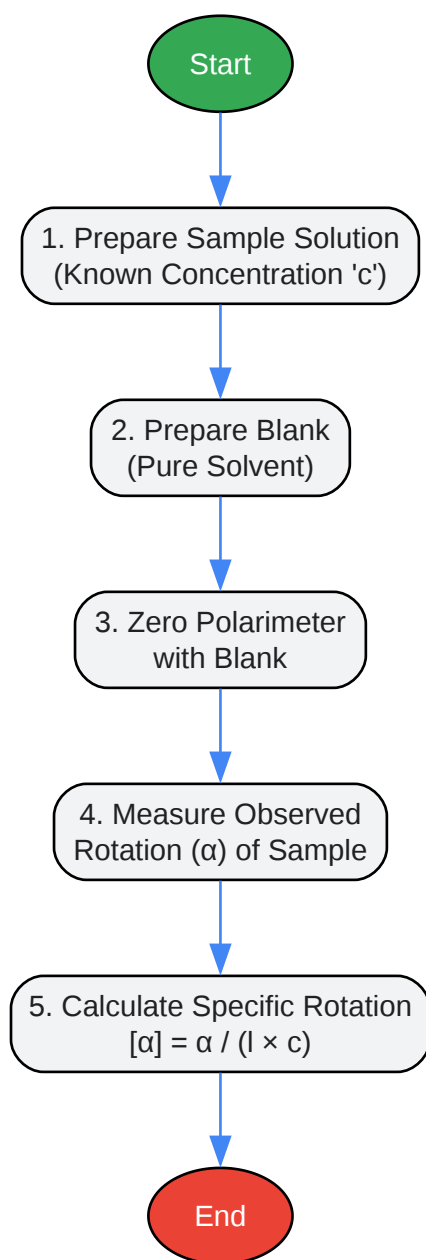 Start
1. Prepare Sample Solution
(Known Concentration 'c')
2. Prepare Blank
(Pure Solvent)
3. Zero Polarimeter
with Blank
4. Measure Observed
Rotation (α) of Sample
5. Calculate Specific Rotation
[α] = α / (l × c)
End